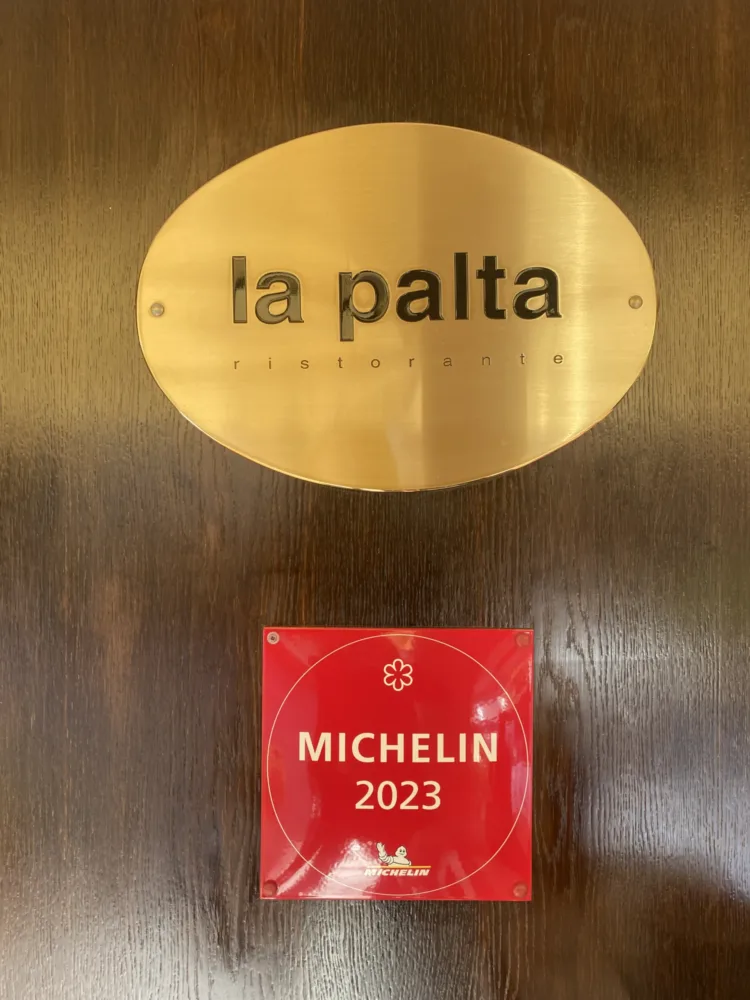 la palta
ristorante
MICHELIN
2023
MICHELIN